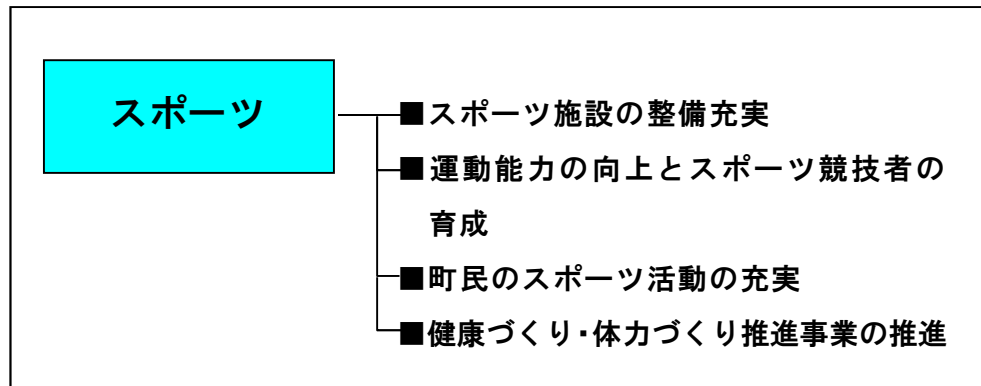 スポーツ
■スポーツ施設の整備充実
■運動能力の向上とスポーツ競技者の
育成
■町民のスポーツ活動の充実
■健康づくり・体力づくり推進事業の推進